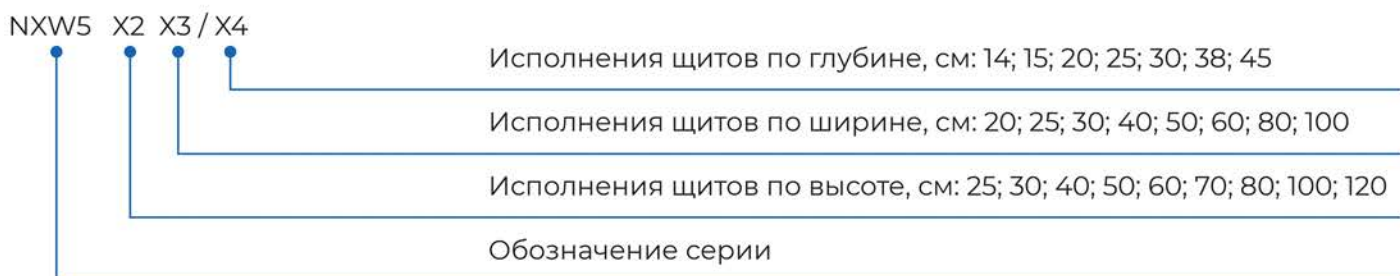 NXW5 X2 X3 / X4
Исполнения щитов по глубине, см: 14; 15; 20; 25; 30; 38; 45
Исполнения щитов по ширине, см: 20; 25; 30; 40; 50; 60; 80; 100
Исполнения щитов по высоте, см: 25; 30; 40; 50; 60; 70; 80; 100; 120
Обозначение серии